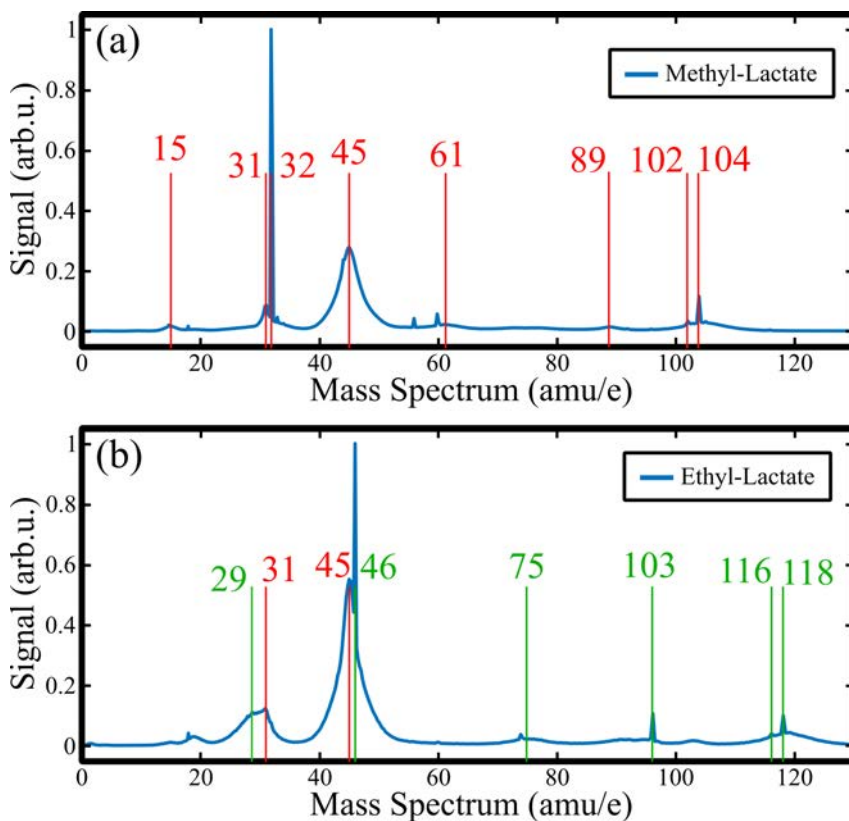 (a)
Methyl-Lactate
Signal (arb.u.)
1
0.8
0.6
0.4
0.2
0
15 31 32 45 61 89 102 104
0 20 40 60 80 100 120
Mass Spectrum (amu/e)
(b)
Ethyl-Lactate
Signal (arb.u.)
1
0.8
0.6
0.4
0.2
0
29 31 45 46 75 103 116 118
0 20 40 60 80 100 120
Mass Spectrum (amu/e)